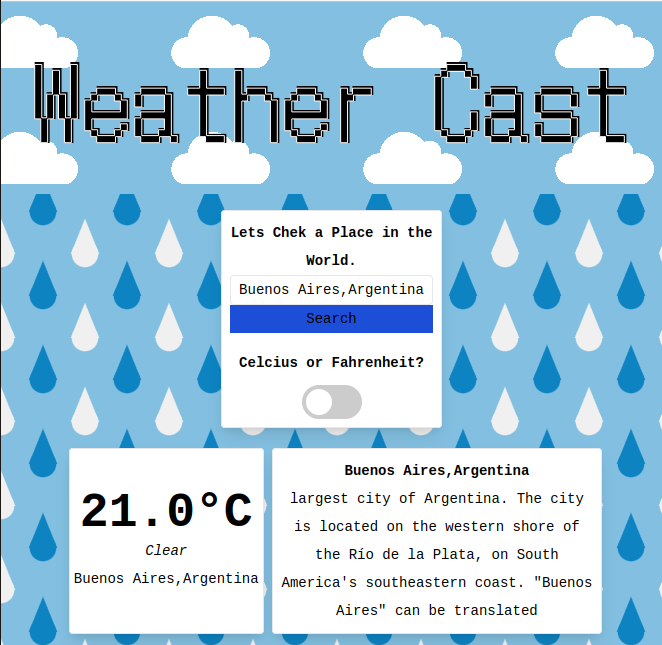 Weather Cast
Lets Chek a Place in the
World.
Buenos Aires,Argentina
Search
Celcius or Fahrenheit?
21.0°C
Clear
Buenos Aires,Argentina
Buenos Aires,Argentina
largest city of Argentina. The city
is located on the western shore of
the Río de la Plata, on South
America's southeastern coast. "Buenos
Aires" can be translated